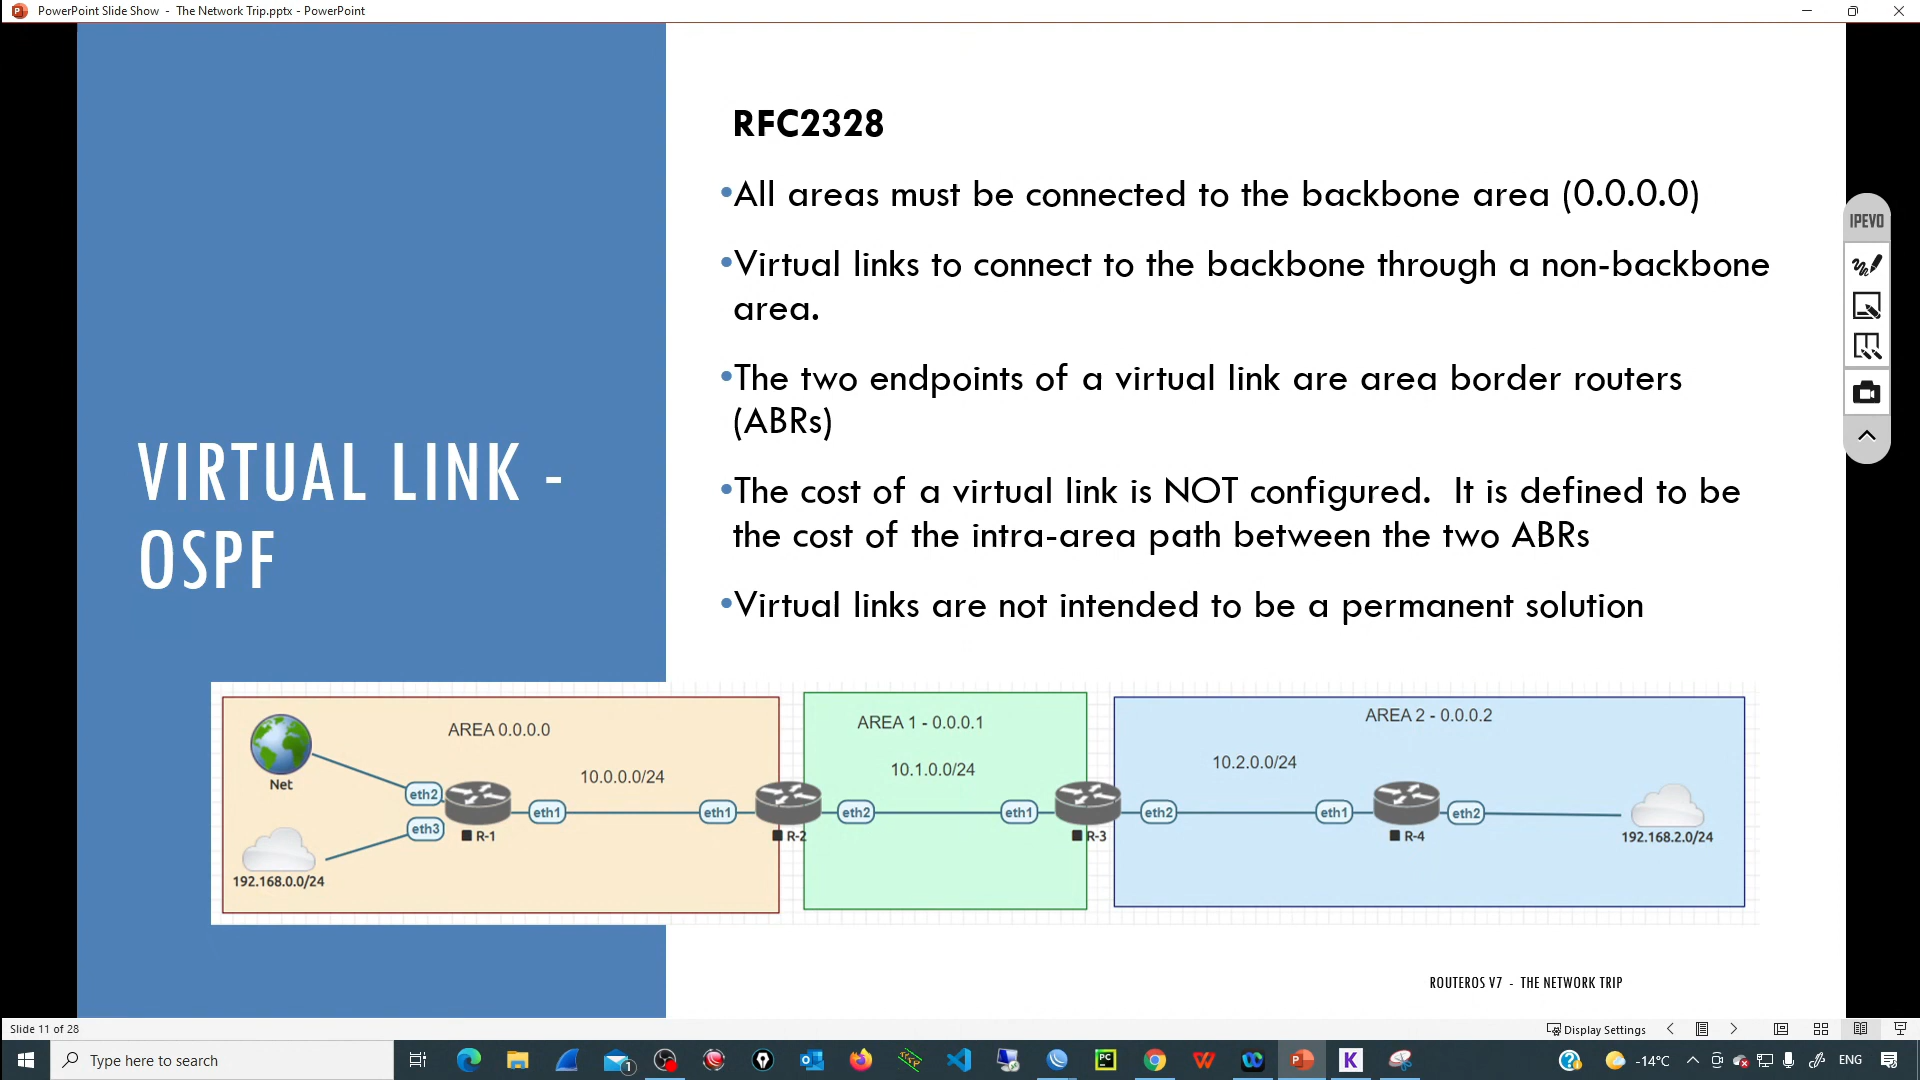 PowerPoint Slide Show - The Network Trip.pptx - PowerPoint
VIRTUAL LINK -
OSPF
RFC2328
•All areas must be connected to the backbone area (0.0.0.0)
•Virtual links to connect to the backbone through a non-backbone
area.
•The two endpoints of a virtual link are area border routers
(ABRs)
•The cost of a virtual link is NOT configured. It is defined to be
the cost of the intra-area path between the two ABRs
•Virtual links are not intended to be a permanent solution
IPEVO
AREA 0.0.0.0
Net
10.0.0.0/24
eth2
eth3
R-1
eth1
eth1
R-2
192.168.0.0/24
AREA 1 - 0.0.0.1
10.1.0.0/24
eth2
eth1
R-3
AREA 2 - 0.0.0.2
10.2.0.0/24
eth2
eth1
R-4
eth2
192.168.2.0/24
ROUTEROS V7 - THE NETWORK TRIP
Slide 11 of 28
Display Settings
Type here to search
1
PC
K
-14°C
ENG